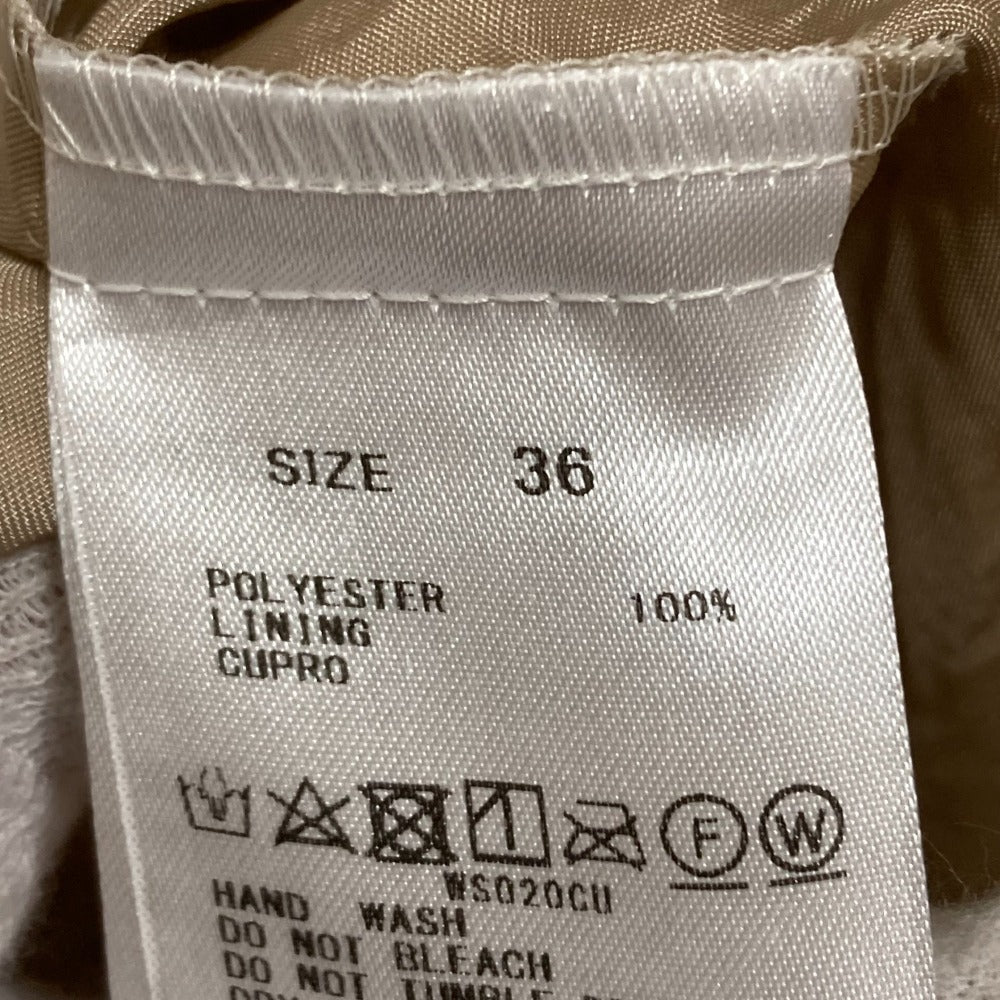 SIZE 36
POLYESTER 100%
LINING
CUPRO
F W
WS020CU
HAND WASH
DO NOT BLEACH
DO NOT TUMBLE